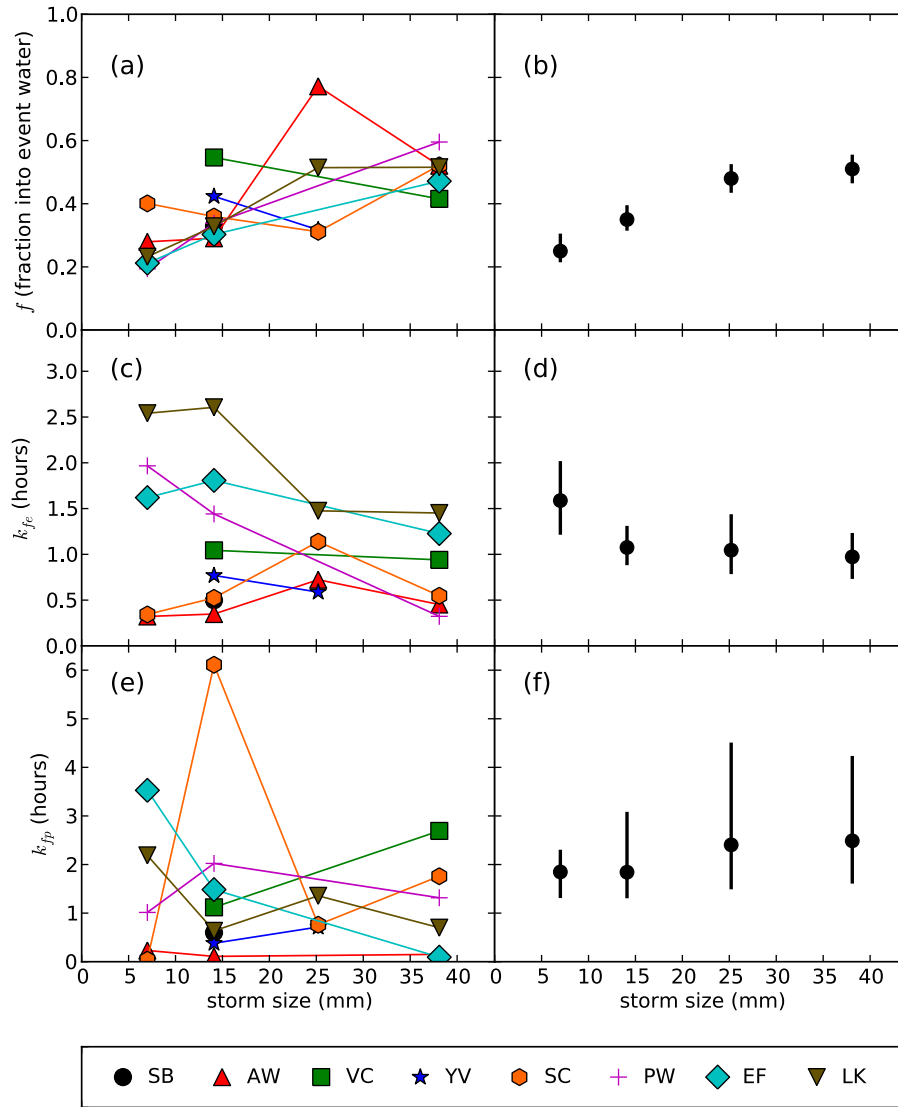 1.0
0.8
0.6
0.4
0.2
0.0
f (fraction into event water)
(a)
(b)
3.0
2.5
2.0
1.5
1.0
0.5
0.0
k_fe (hours)
(c)
(d)
6
5
4
3
2
1
0
k_fp (hours)
(e)
(f)
0 5 10 15 20 25 30 35 40
0 5 10 15 20 25 30 35 40
storm size (mm)
storm size (mm)
SB AW VC YV SC PW EF LK